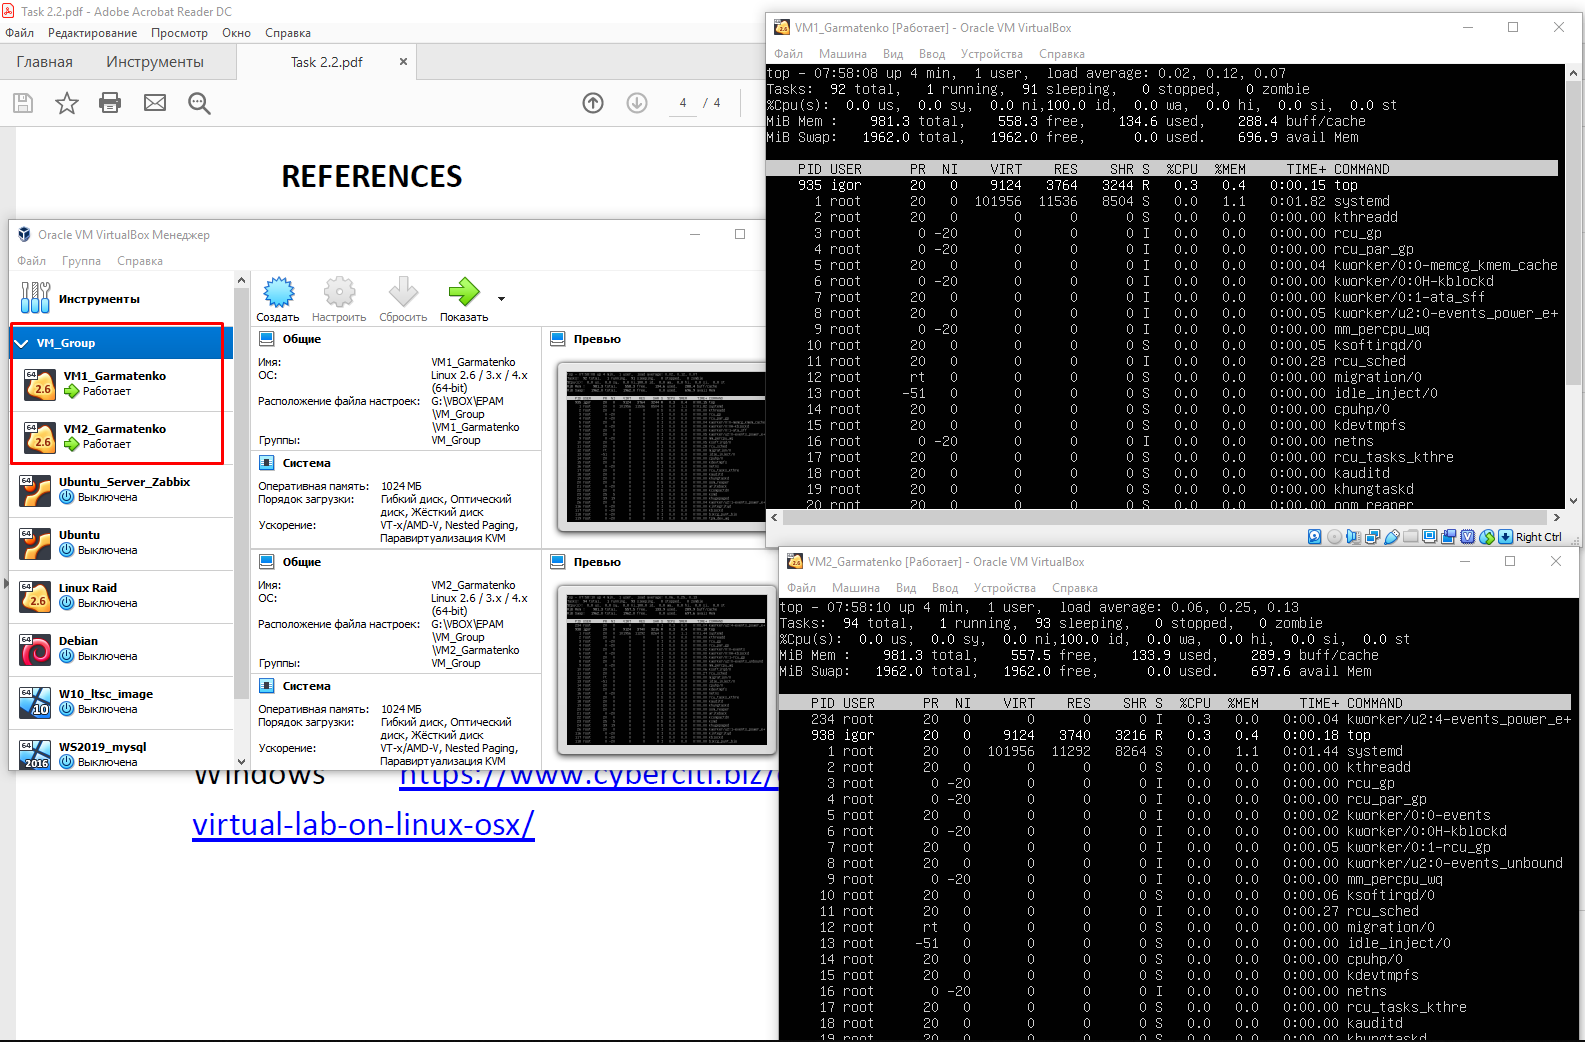 Task 2.2.pdf - Adobe Acrobat Reader DC
Файл Редактирование Просмотр Окно Справка
Главная Инструменты Task 2.2.pdf ×
4 / 4
REFERENCES
Windows https://www.cyberciti.biz/
virtual-lab-on-linux-osx/
Oracle VM VirtualBox Менеджер
Файл Группа Справка
Инструменты
VM_Group
64
2.6
VM1_Garmatenko
Работает
64
2.6
VM2_Garmatenko
Работает
64
Ubuntu_Server_Zabbix
Выключена
64
Ubuntu
Выключена
64
2.6
Linux Raid
Выключена
64
Debian
Выключена
64
10
W10_ltsc_image
Выключена
64
2016
WS2019_mysql
Выключена
Создать Настроить Сбросить Показать
Общие
Имя: VM1_Garmatenko
ОС: Linux 2.6 / 3.x / 4.x
(64-bit)
Расположение файла настроек: G:\VBOX\EPAM
\VM_Group
\VM1_Garmatenko
Группы: VM_Group
Система
Оперативная память: 1024 МБ
Порядок загрузки: Гибкий диск, Оптический
диск, Жёсткий диск
Ускорение: VT-x/AMD-V, Nested Paging,
Паравиртуализация KVM
Превью
Общие
Имя: VM2_Garmatenko
ОС: Linux 2.6 / 3.x / 4.x
(64-bit)
Расположение файла настроек: G:\VBOX\EPAM
\VM_Group
\VM2_Garmatenko
Группы: VM_Group
Система
Оперативная память: 1024 МБ
Порядок загрузки: Гибкий диск, Оптический
диск, Жёсткий диск
Ускорение: VT-x/AMD-V, Nested Paging,
Паравиртуализация KVM
Превью
VM1_Garmatenko [Работает] - Oracle VM VirtualBox
Файл Машина Вид Ввод Устройства Справка
top - 07:58:08 up 4 min, 1 user, load average: 0.02, 0.12, 0.07
Tasks: 92 total, 1 running, 91 sleeping, 0 stopped, 0 zombie
%Cpu(s): 0.0 us, 0.0 sy, 0.0 ni,100.0 id, 0.0 wa, 0.0 hi, 0.0 si, 0.0 st
MiB Mem : 981.3 total, 558.3 free, 134.6 used, 288.4 buff/cache
MiB Swap: 1962.0 total, 1962.0 free, 0.0 used. 696.9 avail Mem
PID USER PR NI VIRT RES SHR S %CPU %MEM TIME+ COMMAND
935 igor 20 0 9124 3764 3244 R 0.3 0.4 0:00.15 top
1 root 20 0 101956 11536 8504 S 0.0 1.1 0:01.82 systemd
2 root 20 0 0 0 0 S 0.0 0.0 0:00.00 kthreadd
3 root 0 -20 0 0 0 I 0.0 0.0 0:00.00 rcu_gp
4 root 0 -20 0 0 0 I 0.0 0.0 0:00.00 rcu_par_gp
5 root 20 0 0 0 0 I 0.0 0.0 0:00.04 kworker/0:0-memcg_kmem_cache
6 root 0 -20 0 0 0 I 0.0 0.0 0:00.00 kworker/0:0H-kblockd
7 root 20 0 0 0 0 I 0.0 0.0 0:00.00 kworker/0:1-ata_sff
8 root 20 0 0 0 0 I 0.0 0.0 0:00.05 kworker/u2:0-events_power_e+
9 root 0 -20 0 0 0 I 0.0 0.0 0:00.00 mm_percpu_wq
10 root 20 0 0 0 0 S 0.0 0.0 0:00.05 ksoftirqd/0
11 root 20 0 0 0 0 I 0.0 0.0 0:00.28 rcu_sched
12 root rt 0 0 0 0 S 0.0 0.0 0:00.00 migration/0
13 root -51 0 0 0 0 S 0.0 0.0 0:00.00 idle_inject/0
14 root 20 0 0 0 0 S 0.0 0.0 0:00.00 cpuhp/0
15 root 20 0 0 0 0 S 0.0 0.0 0:00.00 kdevtmpfs
16 root 0 -20 0 0 0 I 0.0 0.0 0:00.00 netns
17 root 20 0 0 0 0 S 0.0 0.0 0:00.00 rcu_tasks_kthre
18 root 20 0 0 0 0 S 0.0 0.0 0:00.00 kauditd
19 root 20 0 0 0 0 S 0.0 0.0 0:00.00 khungtaskd
20 root 20 0 0 0 0 S 0.0 0.0 0:00.00 oom_reaper
Right Ctrl
VM2_Garmatenko [Работает] - Oracle VM VirtualBox
Файл Машина Вид Ввод Устройства Справка
top - 07:58:10 up 4 min, 1 user, load average: 0.06, 0.25, 0.13
Tasks: 94 total, 1 running, 93 sleeping, 0 stopped, 0 zombie
%Cpu(s): 0.0 us, 0.0 sy, 0.0 ni,100.0 id, 0.0 wa, 0.0 hi, 0.0 si, 0.0 st
MiB Mem : 981.3 total, 557.5 free, 133.9 used, 289.9 buff/cache
MiB Swap: 1962.0 total, 1962.0 free, 0.0 used. 697.6 avail Mem
PID USER PR NI VIRT RES SHR S %CPU %MEM TIME+ COMMAND
234 root 20 0 0 0 0 I 0.3 0.0 0:00.04 kworker/u2:4-events_power_e+
938 igor 20 0 9124 3740 3216 R 0.3 0.4 0:00.18 top
1 root 20 0 101956 11292 8264 S 0.0 1.1 0:01.44 systemd
2 root 20 0 0 0 0 S 0.0 0.0 0:00.00 kthreadd
3 root 0 -20 0 0 0 I 0.0 0.0 0:00.00 rcu_gp
4 root 0 -20 0 0 0 I 0.0 0.0 0:00.00 rcu_par_gp
5 root 20 0 0 0 0 I 0.0 0.0 0:00.02 kworker/0:0-events
6 root 0 -20 0 0 0 I 0.0 0.0 0:00.00 kworker/0:0H-kblockd
7 root 20 0 0 0 0 I 0.0 0.0 0:00.05 kworker/0:1-rcu_gp
8 root 20 0 0 0 0 I 0.0 0.0 0:00.00 kworker/u2:0-events_unbound
9 root 0 -20 0 0 0 I 0.0 0.0 0:00.00 mm_percpu_wq
10 root 20 0 0 0 0 S 0.0 0.0 0:00.06 ksoftirqd/0
11 root 20 0 0 0 0 I 0.0 0.0 0:00.27 rcu_sched
12 root rt 0 0 0 0 S 0.0 0.0 0:00.00 migration/0
13 root -51 0 0 0 0 S 0.0 0.0 0:00.00 idle_inject/0
14 root 20 0 0 0 0 S 0.0 0.0 0:00.00 cpuhp/0
15 root 20 0 0 0 0 S 0.0 0.0 0:00.00 kdevtmpfs
16 root 0 -20 0 0 0 I 0.0 0.0 0:00.00 netns
17 root 20 0 0 0 0 S 0.0 0.0 0:00.00 rcu_tasks_kthre
18 root 20 0 0 0 0 S 0.0 0.0 0:00.00 kauditd
19 root 20 0 0 0 0 S 0.0 0.0 0:00.00 khungtaskd